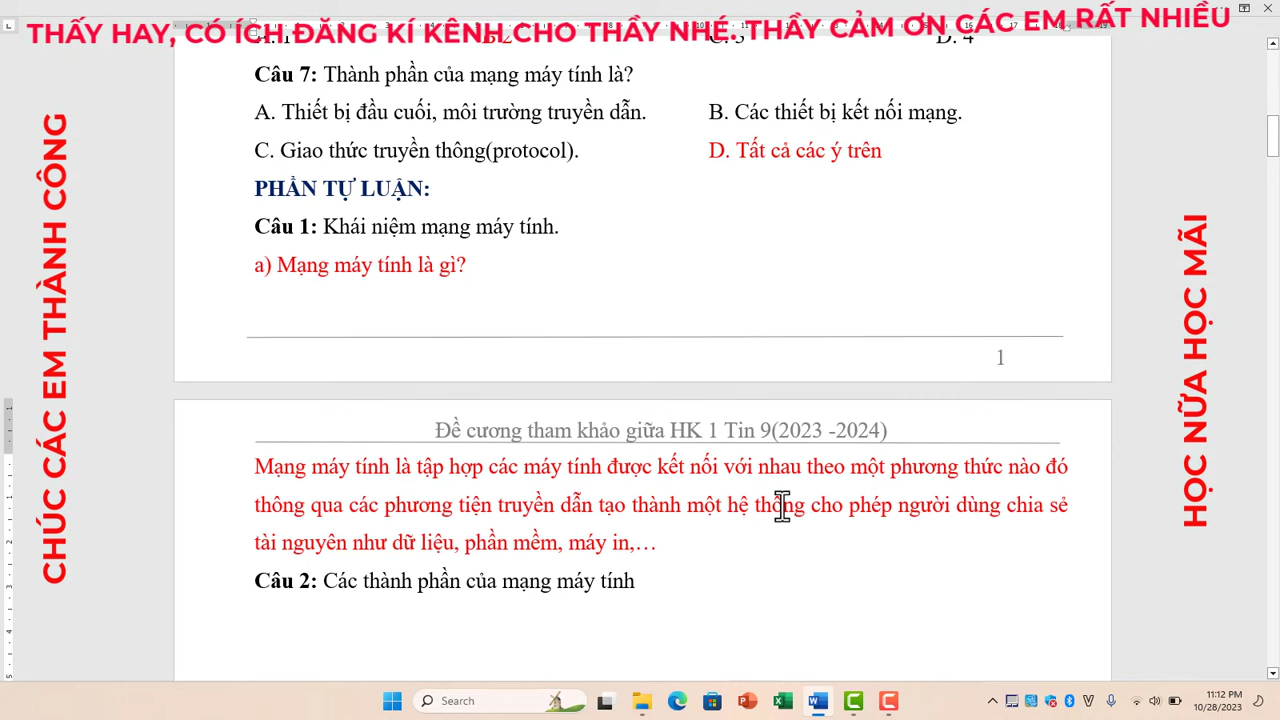 THẤY HAY, CÓ ÍCH ĐĂNG KÍ KÊNH CHO THẦY NHÉ. THẦY CẢM ƠN CÁC EM RẤT NHIỀU
CHÚC CÁC EM THÀNH CÔNG
HỌC NỮA HỌC MÃI
Câu 7: Thành phần của mạng máy tính là?
A. Thiết bị đầu cuối, môi trường truyền dẫn. B. Các thiết bị kết nối mạng.
C. Giao thức truyền thông(protocol). D. Tất cả các ý trên
PHẦN TỰ LUẬN:
Câu 1: Khái niệm mạng máy tính.
a) Mạng máy tính là gì?
1
Đề cương tham khảo giữa HK 1 Tin 9(2023 -2024)
Mạng máy tính là tập hợp các máy tính được kết nối với nhau theo một phương thức nào đó
thông qua các phương tiện truyền dẫn tạo thành một hệ thống cho phép người dùng chia sẻ
tài nguyên như dữ liệu, phần mềm, máy in,…
Câu 2: Các thành phần của mạng máy tính
Search
11:12 PM
10/28/2023